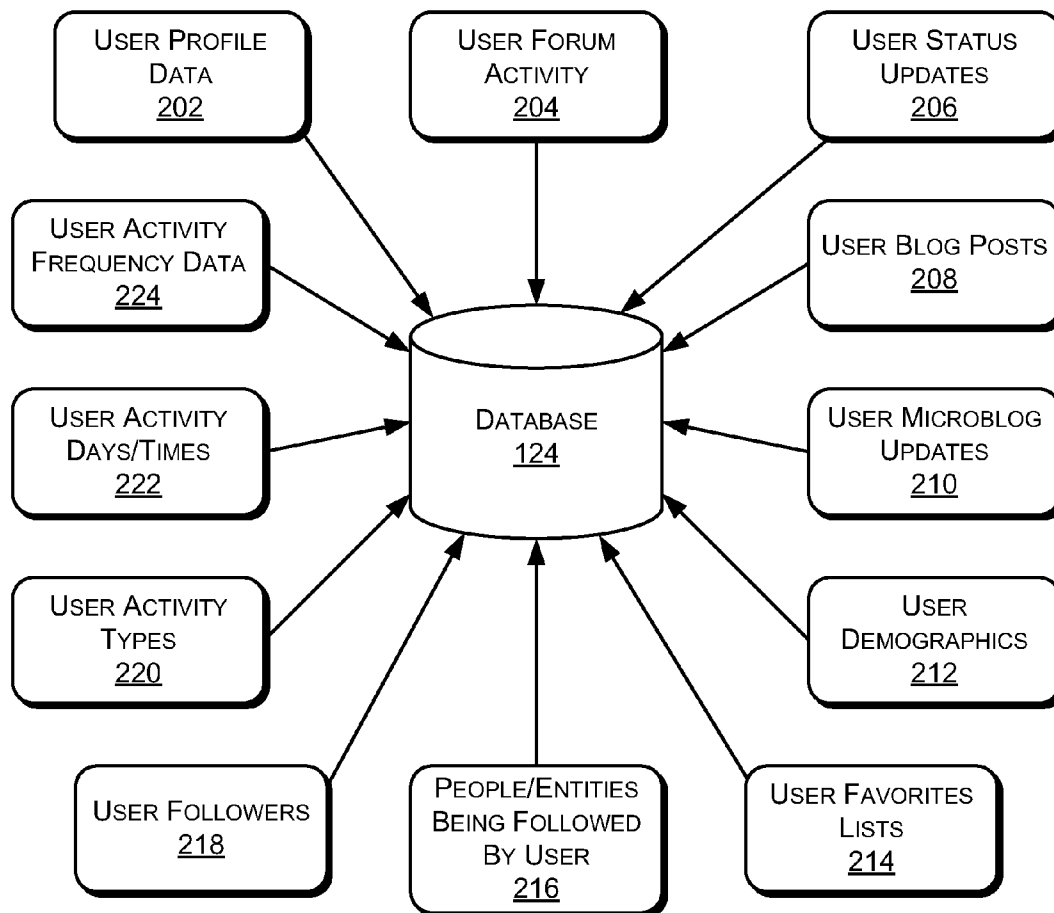 USER PROFILE
DATA
202
USER FORUM
ACTIVITY
204
USER STATUS
UPDATES
206
USER ACTIVITY
FREQUENCY DATA
224
USER BLOG POSTS
208
DATABASE
124
USER ACTIVITY
DAYS/TIMES
222
USER MICROBLOG
UPDATES
210
USER ACTIVITY
TYPES
220
USER
DEMOGRAPHICS
212
USER FOLLOWERS
218
PEOPLE/ENTITIES
BEING FOLLOWED
BY USER
216
USER FAVORITES
LISTS
214